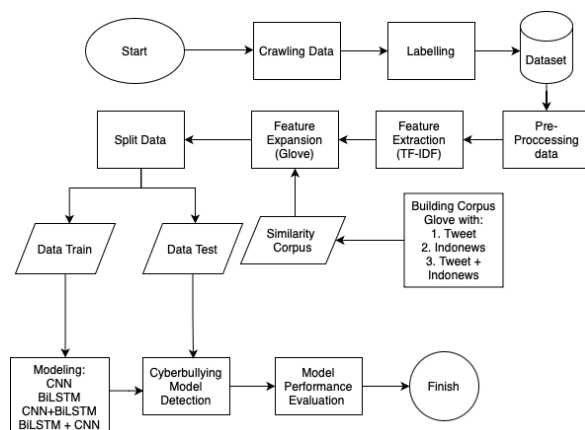 Start
Crawling Data
Labelling
Dataset
Split Data
Feature
Expansion
(Glove)
Feature
Extraction
(TF-IDF)
Pre-
Proccessing
data
Data Train
Data Test
Similarity
Corpus
Building Corpus
Glove with:
1. Tweet
2. Indonews
3. Tweet +
Indonews
Modeling:
CNN
BiLSTM
CNN+BiLSTM
BiLSTM + CNN
Cyberbullying
Model
Detection
Model
Performance
Evaluation
Finish